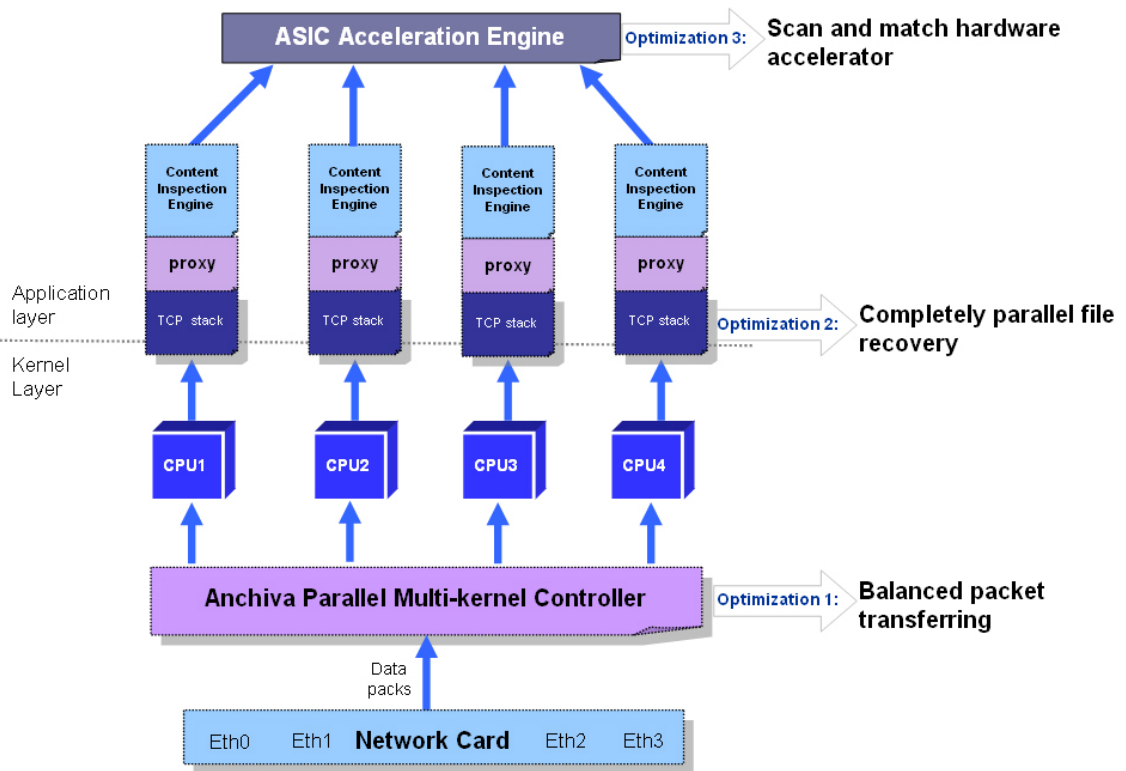 ASIC Acceleration Engine
Optimization 3:
Scan and match hardware
accelerator
Content
Inspection
Engine
Content
Inspection
Engine
Content
Inspection
Engine
Content
Inspection
Engine
proxy
proxy
proxy
proxy
Application
layer
TCP stack
TCP stack
TCP stack
TCP stack
Optimization 2:
Completely parallel file
recovery
Kernel
Layer
CPU1
CPU2
CPU3
CPU4
Anchiva Parallel Multi-kernel Controller
Optimization 1:
Balanced packet
transferring
Data
packs
Eth0
Eth1
Network Card
Eth2
Eth3